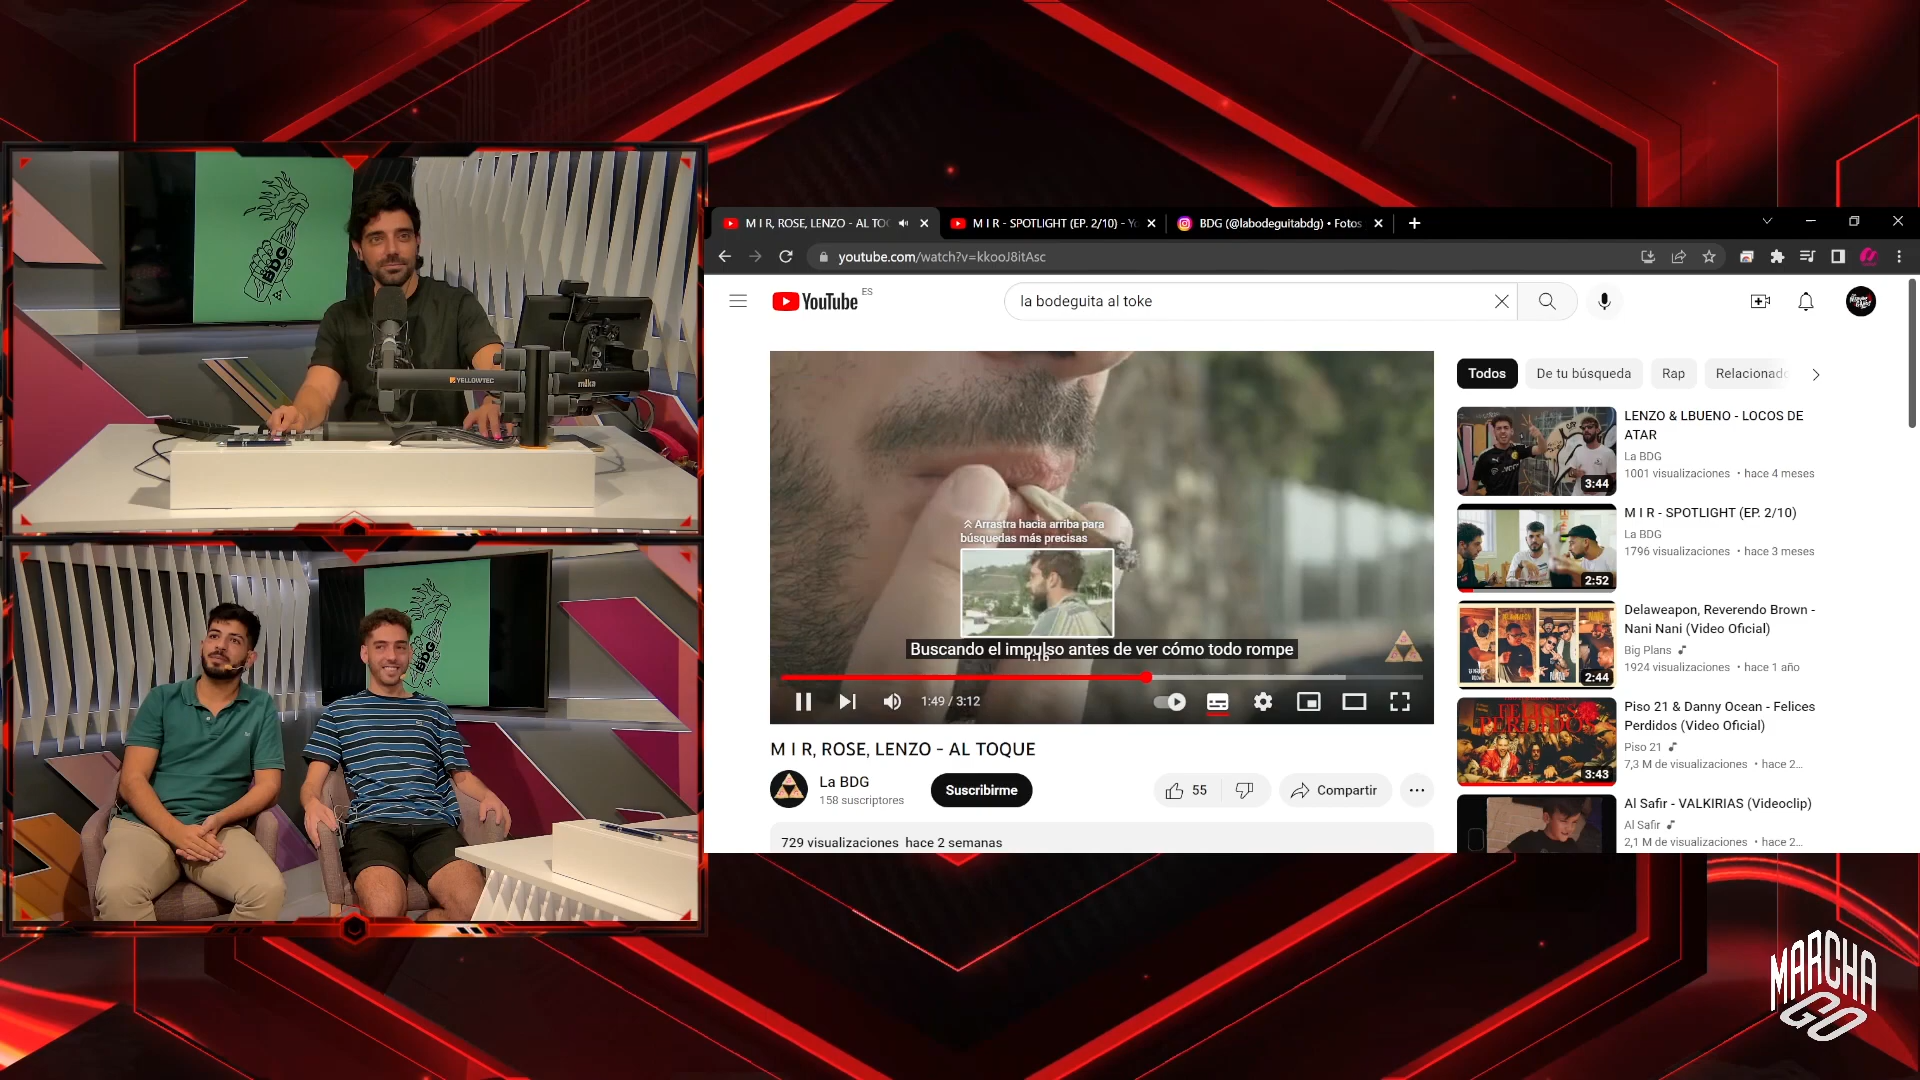 BDG
YELLOWTEC
mika
BDG
M I R, ROSE, LENZO - AL TOQ
M I R - SPOTLIGHT (EP. 2/10) - Yo
BDG (@labodeguitabdg) • Fotos
youtube.com/watch?v=kkooJ8itAsc
YouTube ES
la bodeguita al toke
Arrastra hacia arriba para
búsquedas más precisas
Buscando el impulso antes de ver cómo todo rompe
1:16
1:49 / 3:12
M I R, ROSE, LENZO - AL TOQUE
La BDG
158 suscriptores
Suscribirme
55
Compartir
729 visualizaciones hace 2 semanas
Todos
De tu búsqueda
Rap
Relacionado
LENZO & LBUENO - LOCOS DE
ATAR
La BDG
1001 visualizaciones • hace 4 meses
3:44
M I R - SPOTLIGHT (EP. 2/10)
La BDG
1796 visualizaciones • hace 3 meses
2:52
Delaweapon, Reverendo Brown -
Nani Nani (Video Oficial)
Big Plans
1924 visualizaciones • hace 1 año
2:44
Piso 21 & Danny Ocean - Felices
Perdidos (Video Oficial)
Piso 21
7,3 M de visualizaciones • hace 2...
3:43
Al Safir - VALKIRIAS (Videoclip)
Al Safir
2,1 M de visualizaciones • hace 2...
MARCHA
GO